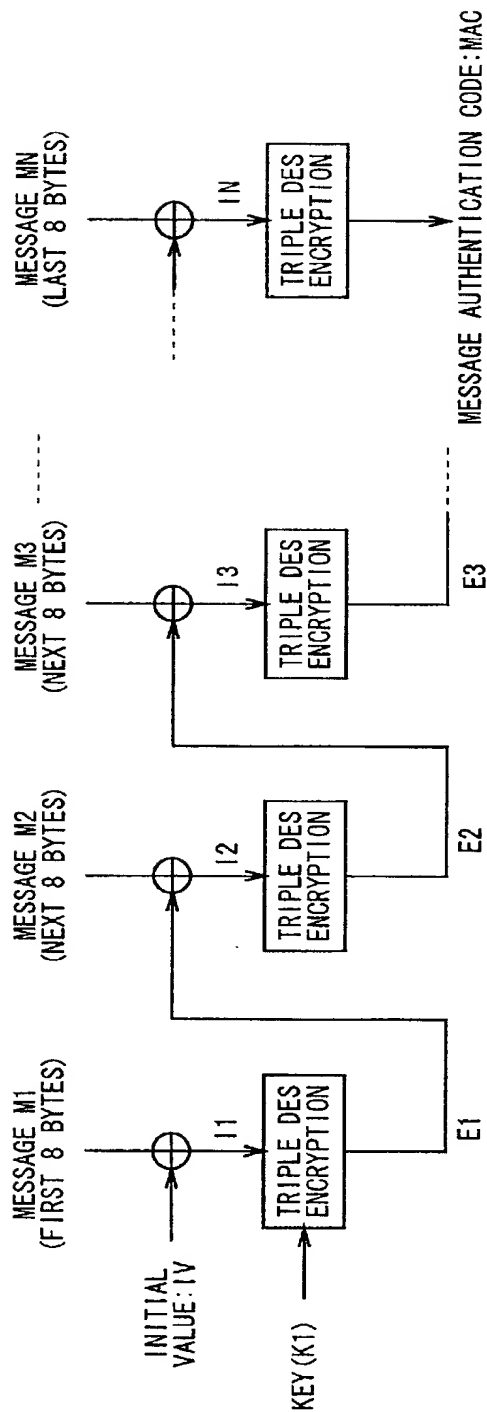 MESSAGE M1
(FIRST 8 BYTES)
INITIAL
VALUE:IV
I1
TRIPLE DES
ENCRYPTION
KEY(K1)
E1
MESSAGE M2
(NEXT 8 BYTES)
I2
TRIPLE DES
ENCRYPTION
E2
MESSAGE M3
(NEXT 8 BYTES)
I3
TRIPLE DES
ENCRYPTION
E3
MESSAGE MN
(LAST 8 BYTES)
IN
TRIPLE DES
ENCRYPTION
MESSAGE AUTHENTICATION CODE:MAC